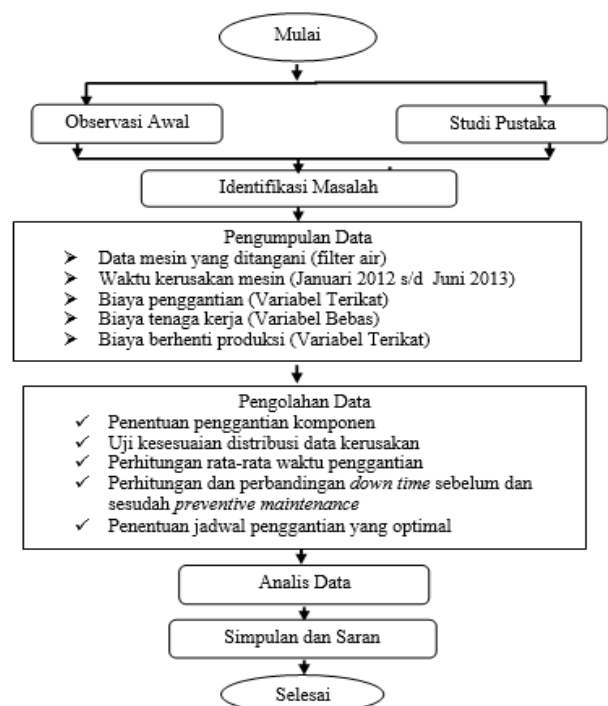 Mulai
Observasi Awal
Studi Pustaka
Identifikasi Masalah
Pengumpulan Data
➢ Data mesin yang ditangani (filter air)
➢ Waktu kerusakan mesin (Januari 2012 s/d Juni 2013)
➢ Biaya penggantian (Variabel Terikat)
➢ Biaya tenaga kerja (Variabel Bebas)
➢ Biaya berhenti produksi (Variabel Terikat)
Pengolahan Data
✓ Penentuan penggantian komponen
✓ Uji kesesuaian distribusi data kerusakan
✓ Perhitungan rata-rata waktu penggantian
✓ Perhitungan dan perbandingan down time sebelum dan
sesudah preventive maintenance
✓ Penentuan jadwal penggantian yang optimal
Analis Data
Simpulan dan Saran
Selesai